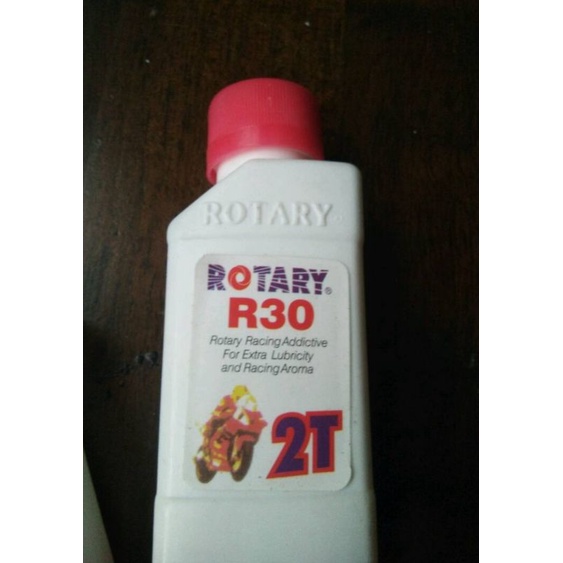 ROTARY
ROTARY®
R30
Rotary Racing Addictive
For Extra Lubricity
and Racing Aroma
2T